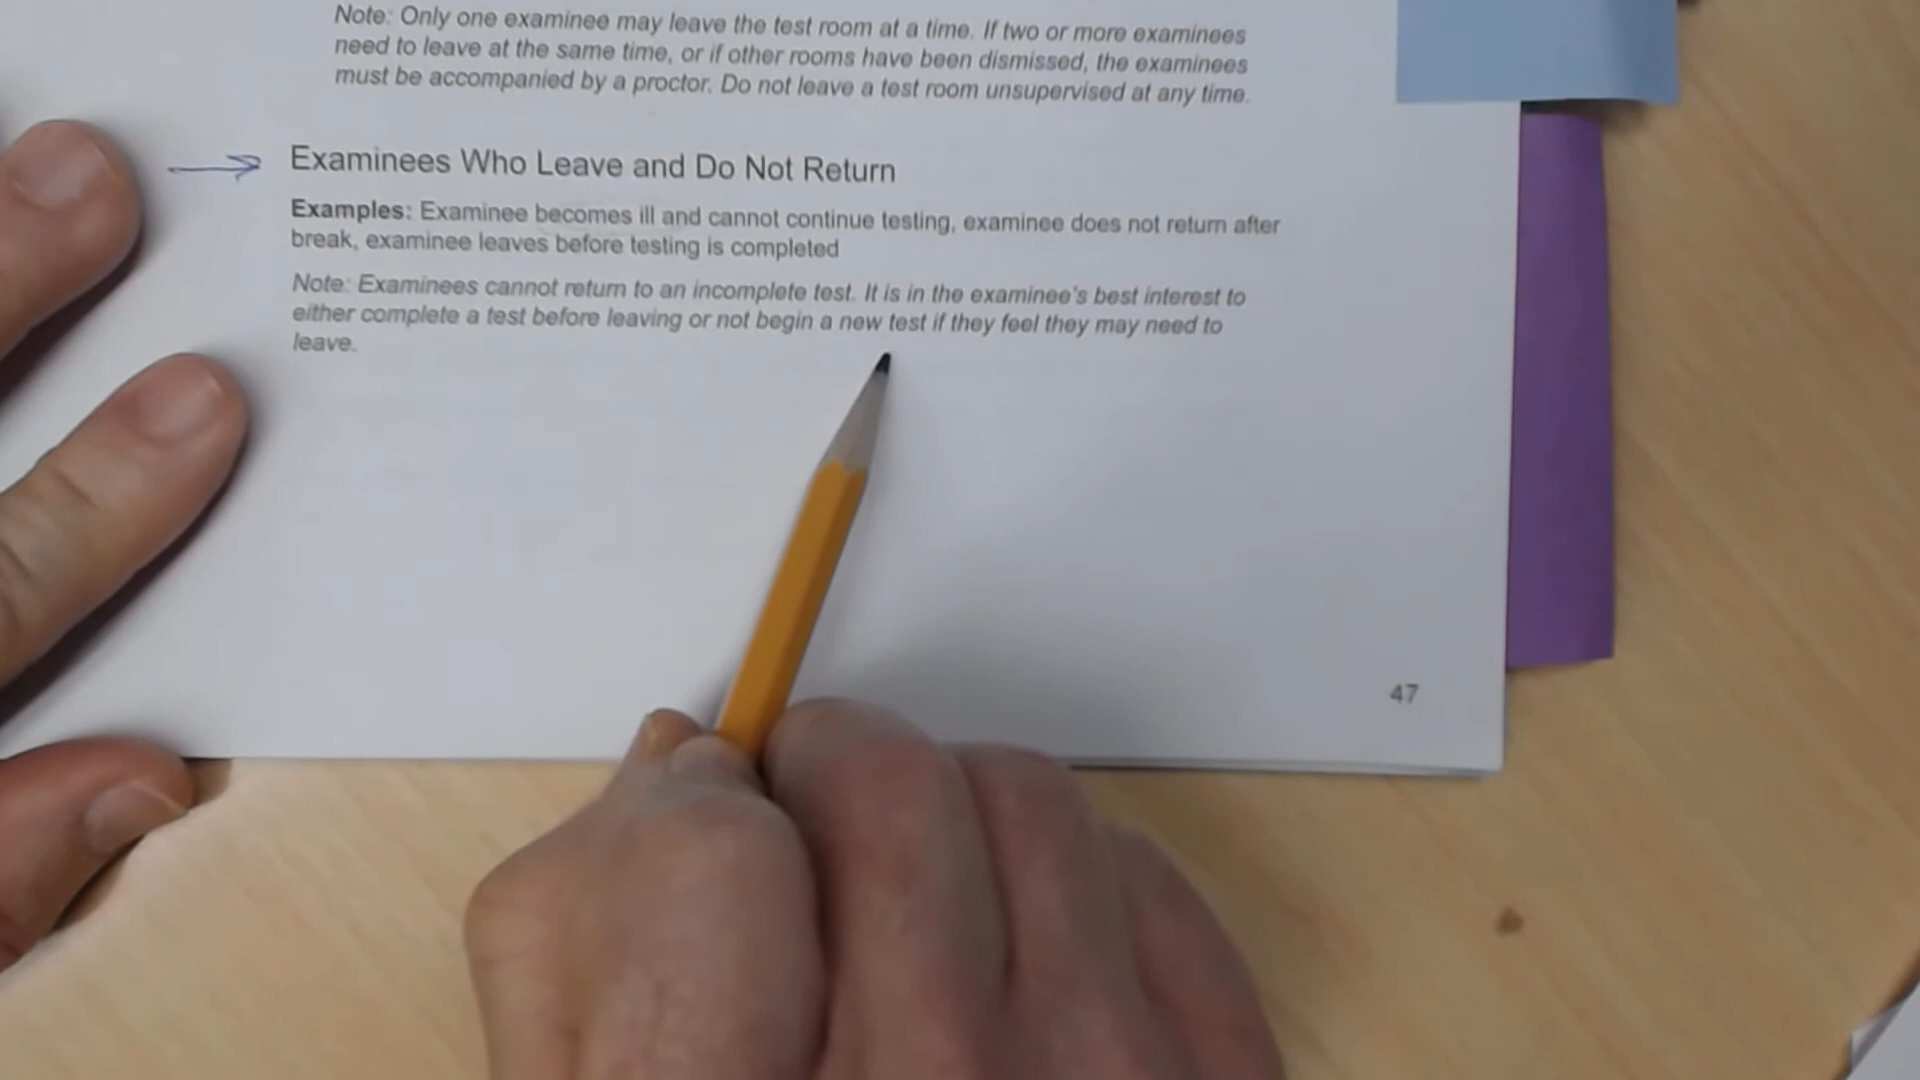 Note: Only one examinee may leave the test room at a time. If two or more examinees
need to leave at the same time, or if other rooms have been dismissed, the examinees
must be accompanied by a proctor. Do not leave a test room unsupervised at any time.
Examinees Who Leave and Do Not Return
Examples: Examinee becomes ill and cannot continue testing, examinee does not return after
break, examinee leaves before testing is completed
Note: Examinees cannot return to an incomplete test. It is in the examinee's best interest to
either complete a test before leaving or not begin a new test if they feel they may need to
leave.
47